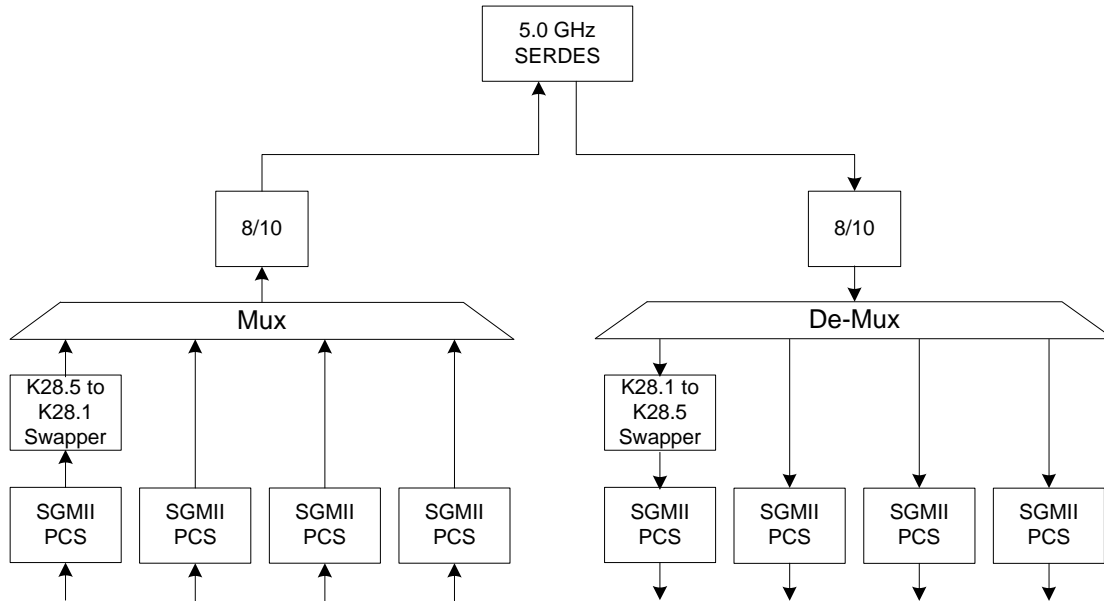 5.0 GHz
SERDES
8/10
8/10
Mux
De-Mux
K28.5 to
K28.1
Swapper
K28.1 to
K28.5
Swapper
SGMII
PCS
SGMII
PCS
SGMII
PCS
SGMII
PCS
SGMII
PCS
SGMII
PCS
SGMII
PCS
SGMII
PCS